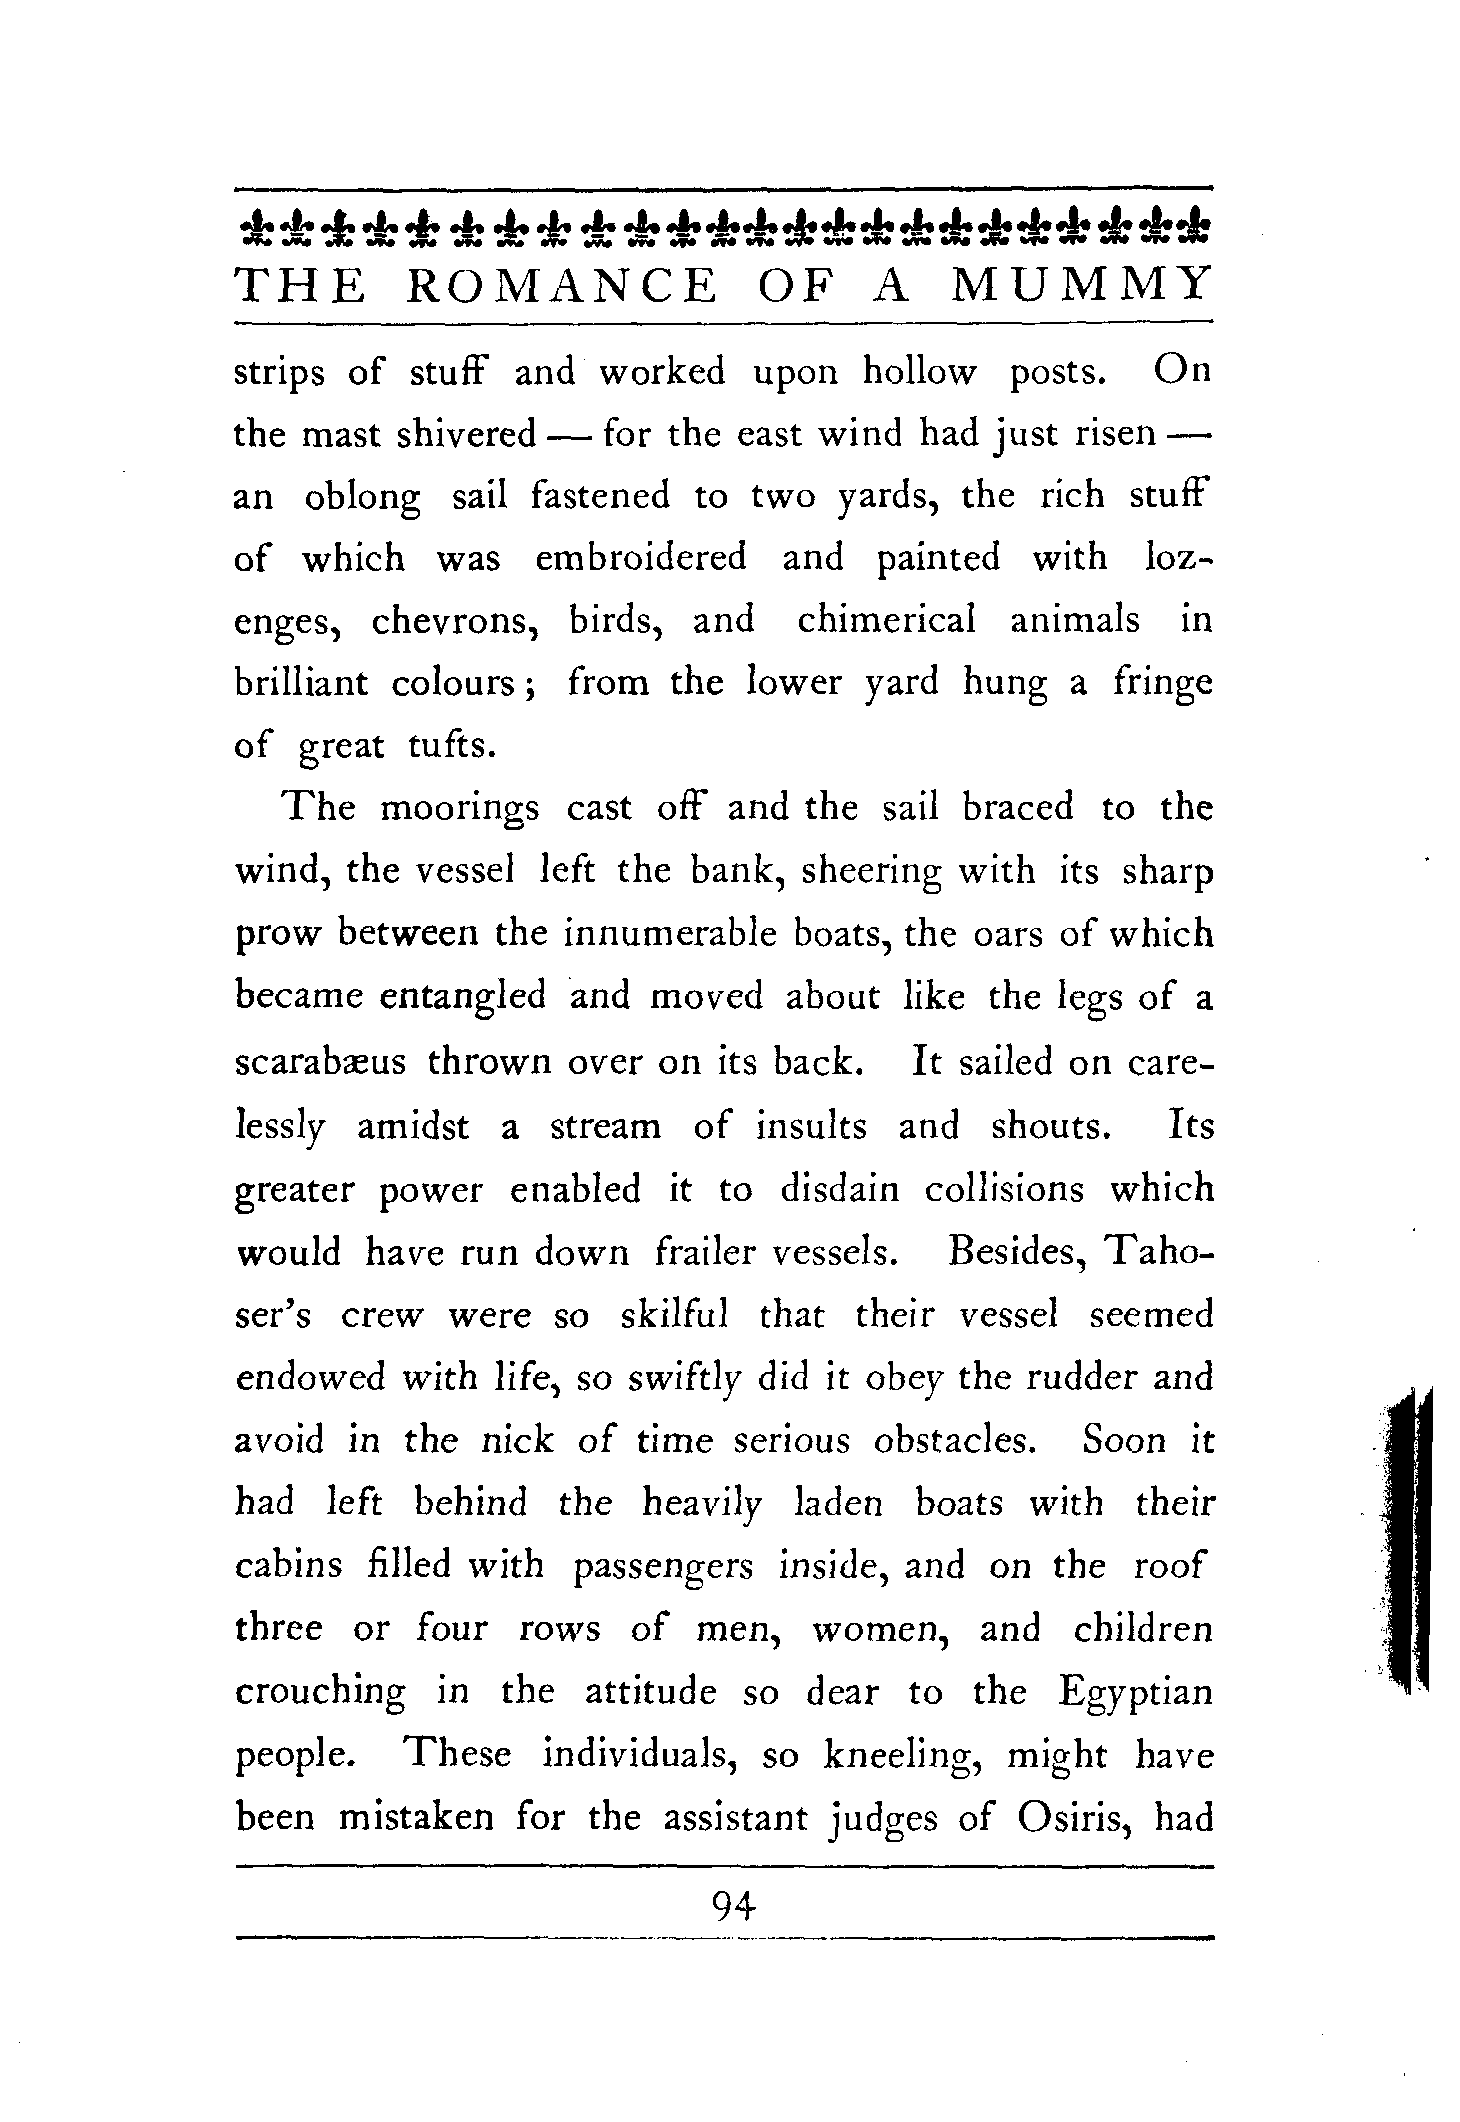 THE ROMANCE OF A MUMMY
strips of stuff and worked upon hollow posts. On
the mast shivered — for the east wind had just risen —
an oblong sail fastened to two yards, the rich stuff
of which was embroidered and painted with loz-
enges, chevrons, birds, and chimerical animals in
brilliant colours ; from the lower yard hung a fringe
of great tufts.
The moorings cast off and the sail braced to the
wind, the vessel left the bank, sheering with its sharp
prow between the innumerable boats, the oars of which
became entangled and moved about like the legs of a
scarabæus thrown over on its back. It sailed on care-
lessly amidst a stream of insults and shouts. Its
greater power enabled it to disdain collisions which
would have run down frailer vessels. Besides, Taho-
ser's crew were so skilful that their vessel seemed
endowed with life, so swiftly did it obey the rudder and
avoid in the nick of time serious obstacles. Soon it
had left behind the heavily laden boats with their
cabins filled with passengers inside, and on the roof
three or four rows of men, women, and children
crouching in the attitude so dear to the Egyptian
people. These individuals, so kneeling, might have
been mistaken for the assistant judges of Osiris, had
94